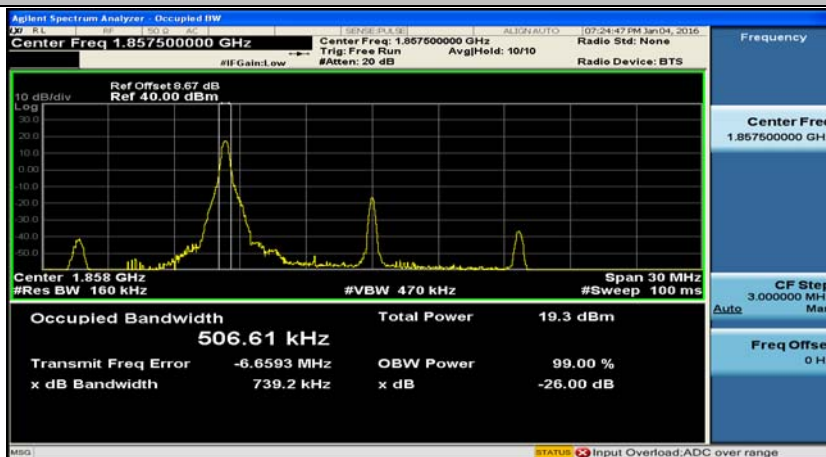 Agilent Spectrum Analyzer - Occupied BW
RL RF 50 Ω AC SENSE:PULSE ALIGN AUTO 07:24:47 PM Jan 04, 2016
Center Freq 1.857500000 GHz Center Freq: 1.857500000 GHz Radio Std: None Frequency
Trig: Free Run Avg|Hold: 10/10
#IFGain:Low #Atten: 20 dB Radio Device: BTS
Ref Offset 8.67 dB
10 dB/div Ref 40.00 dBm
Log
30.0
20.0
10.0
0.00
-10.0
-20.0
-30.0
-40.0
-50.0
Center Fre
1.857500000 GH
Center 1.858 GHz Span 30 MHz
#Res BW 160 kHz #VBW 470 kHz #Sweep 100 ms
CF Step
3.000000 MH
Auto Ma
Occupied Bandwidth Total Power 19.3 dBm
506.61 kHz
Transmit Freq Error -6.6593 MHz OBW Power 99.00 %
x dB Bandwidth 739.2 kHz x dB -26.00 dB
Freq Offse
0 H
MSG STATUS Input Overload;ADC over range